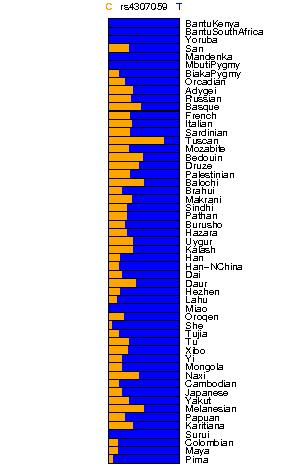 C rs4307059 T
BantuKenya
BantuSouthAfrica
Yoruba
San
Mandenka
MbutiPygmy
BiakaPygmy
Orcadian
Adygei
Russian
Basque
French
Italian
Sardinian
Tuscan
Mozabite
Bedouin
Druze
Palestinian
Balochi
Brahui
Makrani
Sindhi
Pathan
Burusho
Hazara
Uygur
Kalash
Han
Han-NChina
Dai
Daur
Hezhen
Lahu
Miao
Oroqen
She
Tujia
Tu
Xibo
Yi
Mongola
Naxi
Cambodian
Japanese
Yakut
Melanesian
Papuan
Karitiana
Surui
Colombian
Maya
Pima